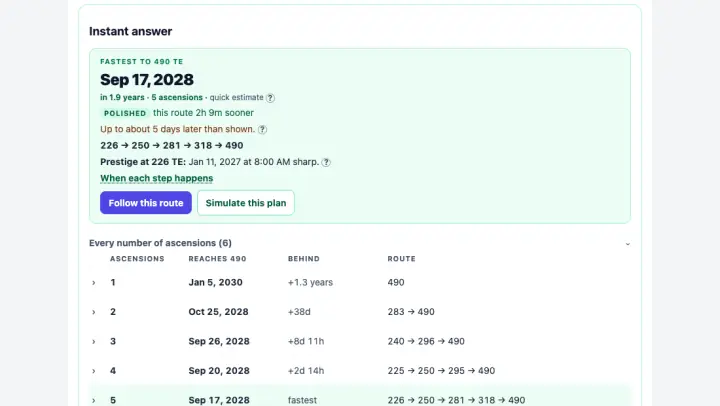 Instant answer
FASTEST TO 490 TE
Sep 17, 2028
in 1.9 years · 5 ascensions · quick estimate ?
POLISHED this route 2h 9m sooner
Up to about 5 days later than shown. ?
226 → 250 → 281 → 318 → 490
Prestige at 226 TE: Jan 11, 2027 at 8:00 AM sharp. ?
When each step happens
Follow this route Simulate this plan
Every number of ascensions (6)
ASCENSIONS REACHES 490 BEHIND ROUTE
1 Jan 5, 2030 +1.3 years 490
2 Oct 25, 2028 +38d 283 → 490
3 Sep 26, 2028 +8d 11h 240 → 296 → 490
4 Sep 20, 2028 +2d 14h 225 → 250 → 295 → 490
5 Sep 17, 2028 fastest 226 → 250 → 281 → 318 → 490